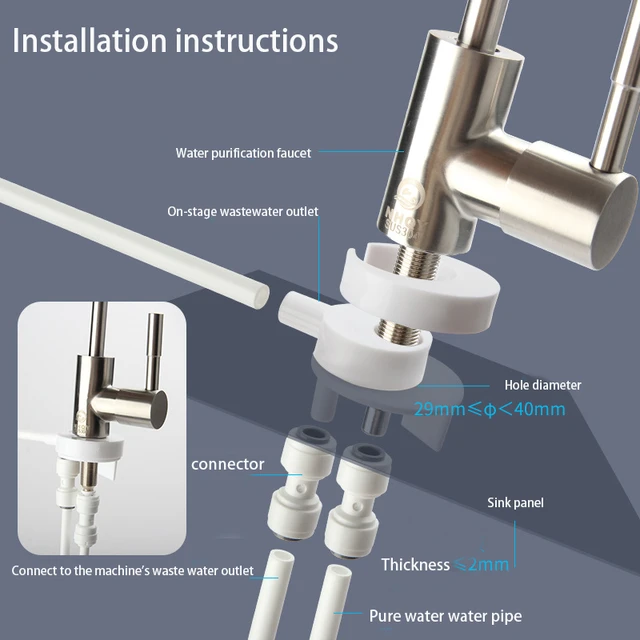 Installation instructions
Water purification faucet
On-stage wastewater outlet
Hole diameter
29mm≤φ<40mm
connector
Sink panel
Thickness ≤2mm
Connect to the machine's waste water outlet
Pure water water pipe